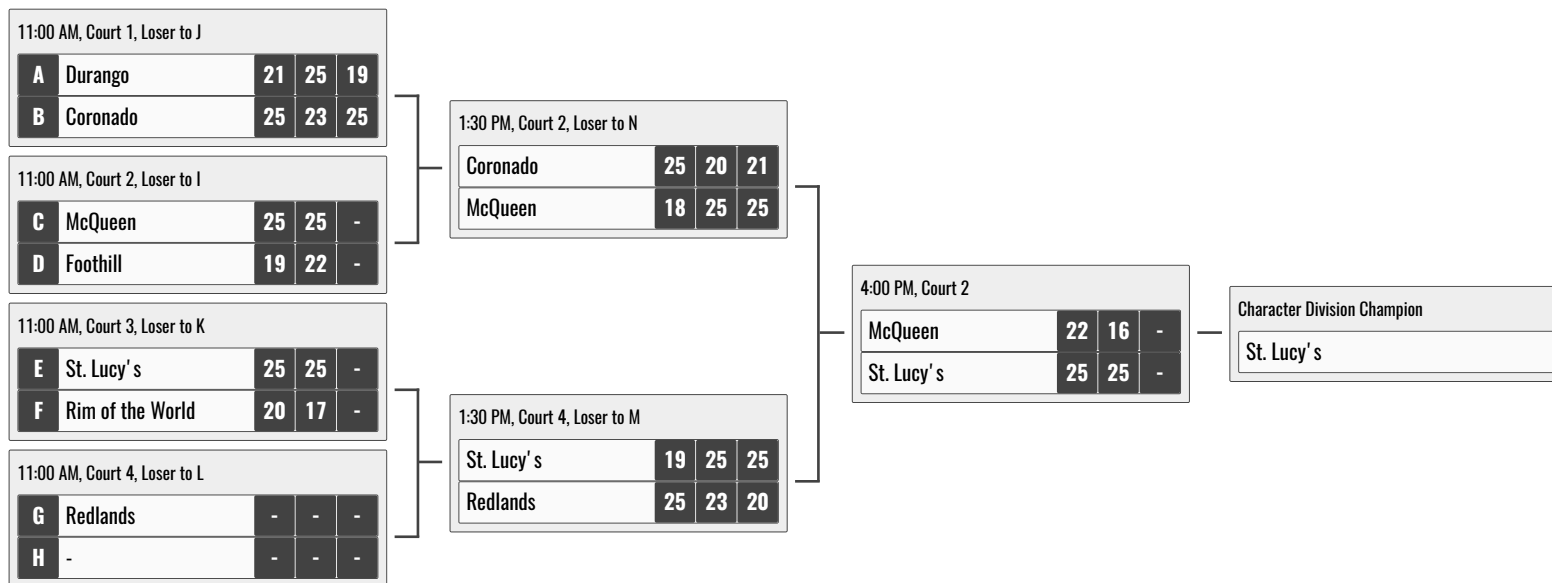 11:00 AM, Court 1, Loser to J
A Durango 21 25 19
B Coronado 25 23 25
11:00 AM, Court 2, Loser to I
C McQueen 25 25 -
D Foothill 19 22 -
11:00 AM, Court 3, Loser to K
E St. Lucy's 25 25 -
F Rim of the World 20 17 -
11:00 AM, Court 4, Loser to L
G Redlands - - -
H - - - -
1:30 PM, Court 2, Loser to N
Coronado 25 20 21
McQueen 18 25 25
1:30 PM, Court 4, Loser to M
St. Lucy's 19 25 25
Redlands 25 23 20
4:00 PM, Court 2
McQueen 22 16 -
St. Lucy's 25 25 -
Character Division Champion
St. Lucy's